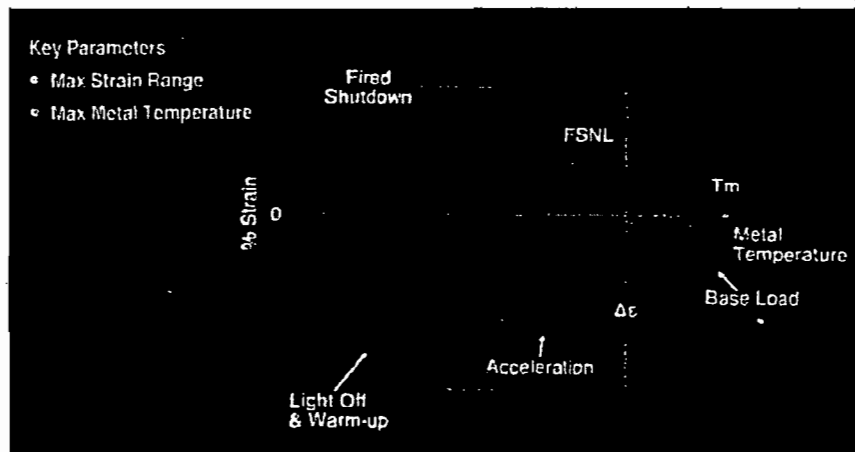 Key Parameters
• Max Strain Range
• Max Metal Temperature
Fired
Shutdown
FSNL
Tm
% Strain
0
Metal
Temperature
Base Load
Δε
Acceleration
Light Off
& Warm-up